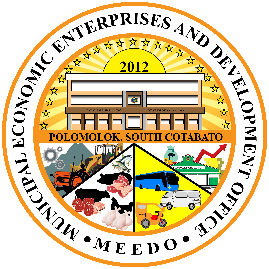 MUNICIPAL ECONOMIC ENTERPRISES AND DEVELOPMENT OFFICE
2012
POLOMOLOK, SOUTH COTABATO
• MEEDO •